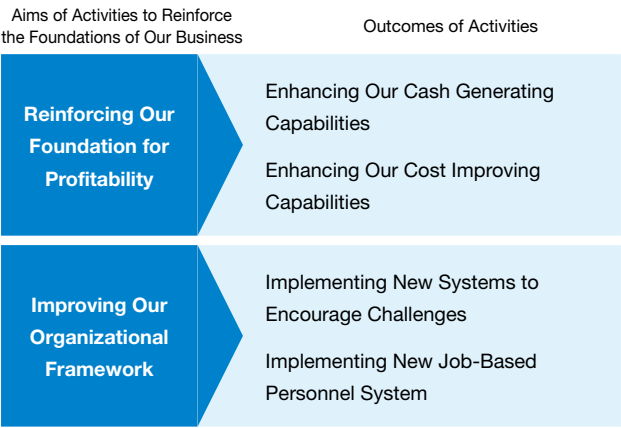 Aims of Activities to Reinforce
the Foundations of Our Business
Outcomes of Activities
Reinforcing Our
Foundation for
Profitability
Enhancing Our Cash Generating
Capabilities
Enhancing Our Cost Improving
Capabilities
Improving Our
Organizational
Framework
Implementing New Systems to
Encourage Challenges
Implementing New Job-Based
Personnel System